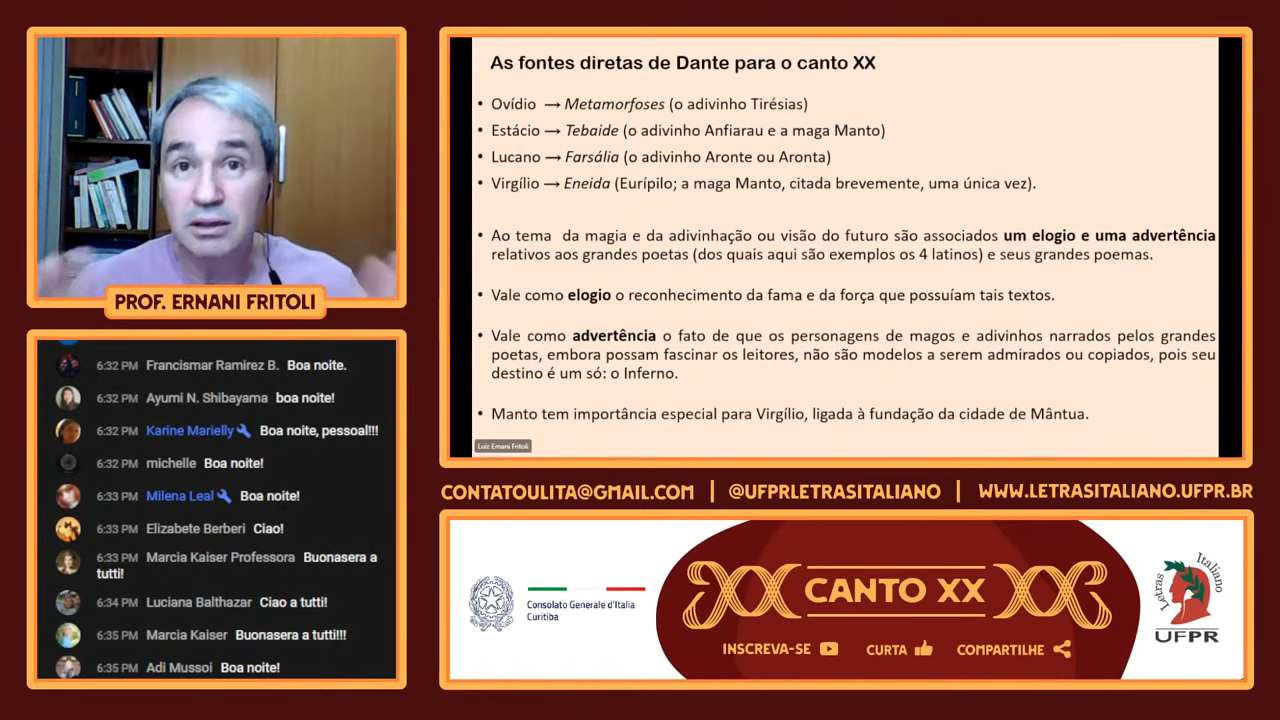 PROF. ERNANI FRITOLI
6:32 PM Francismar Ramirez B. Boa noite.
6:32 PM Ayumi N. Shibayama boa noite!
6:32 PM Karine Marielly Boa noite, pessoal!!!
6:32 PM michelle Boa noite!
6:33 PM Milena Leal Boa noite!
6:33 PM Elizabete Berberi Ciao!
6:33 PM Marcia Kaiser Professora Buonasera a
tutti!
6:34 PM Luciana Balthazar Ciao a tutti!
6:35 PM Marcia Kaiser Buonasera a tutti!!!
6:35 PM Adi Mussoi Boa noite!
As fontes diretas de Dante para o canto XX
• Ovídio → Metamorfoses (o adivinho Tirésias)
• Estácio → Tebaide (o adivinho Anfiarau e a maga Manto)
• Lucano → Farsália (o adivinho Aronte ou Aronta)
• Virgílio → Eneida (Eurípilo; a maga Manto, citada brevemente, uma única vez).
• Ao tema da magia e da adivinhação ou visão do futuro são associados um elogio e uma advertência
relativos aos grandes poetas (dos quais aqui são exemplos os 4 latinos) e seus grandes poemas.
• Vale como elogio o reconhecimento da fama e da força que possuíam tais textos.
• Vale como advertência o fato de que os personagens de magos e adivinhos narrados pelos grandes
poetas, embora possam fascinar os leitores, não são modelos a serem admirados ou copiados, pois seu
destino é um só: o Inferno.
• Manto tem importância especial para Virgílio, ligada à fundação da cidade de Mântua.
Luiz Ernani Fritoli
CONTATOULITA@GMAIL.COM | @UFPRLETRASITALIANO | WWW.LETRASITALIANO.UFPR.BR
Consolato Generale d'Italia
Curitiba
XX CANTO XX XX
INSCREVA-SE CURTA COMPARTILHE
Letras Italiano
UFPR